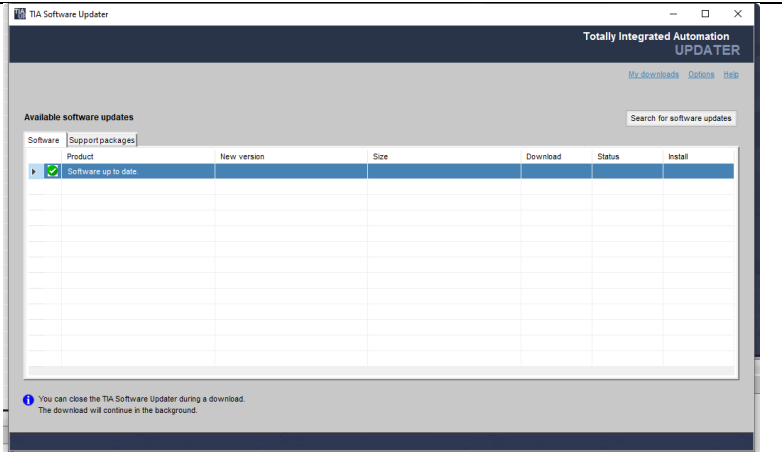 TIA Software Updater
Totally Integrated Automation
UPDATER
My downloads Options Help
Available software updates
Search for software updates
Software Support packages
Product New version Size Download Status Install
Software up to date.
You can close the TIA Software Updater during a download.
The download will continue in the background.